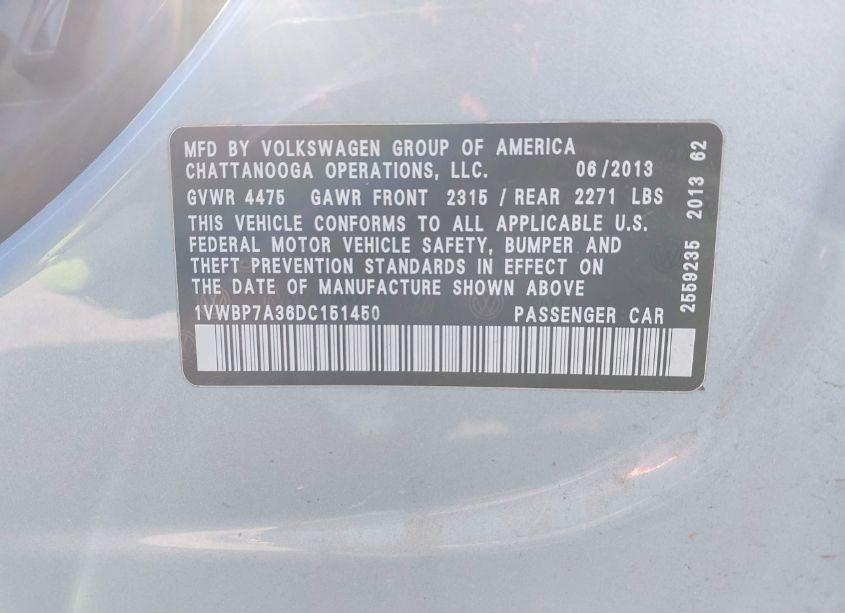 MFD BY VOLKSWAGEN GROUP OF AMERICA
CHATTANOOGA OPERATIONS, LLC. 06/2013
GVWR 4475 GAWR FRONT 2315 / REAR 2271 LBS
THIS VEHICLE CONFORMS TO ALL APPLICABLE U.S.
FEDERAL MOTOR VEHICLE SAFETY, BUMPER AND
THEFT PREVENTION STANDARDS IN EFFECT ON
THE DATE OF MANUFACTURE SHOWN ABOVE
1VWBP7A36DC151450 PASSENGER CAR
2559235 2013 62